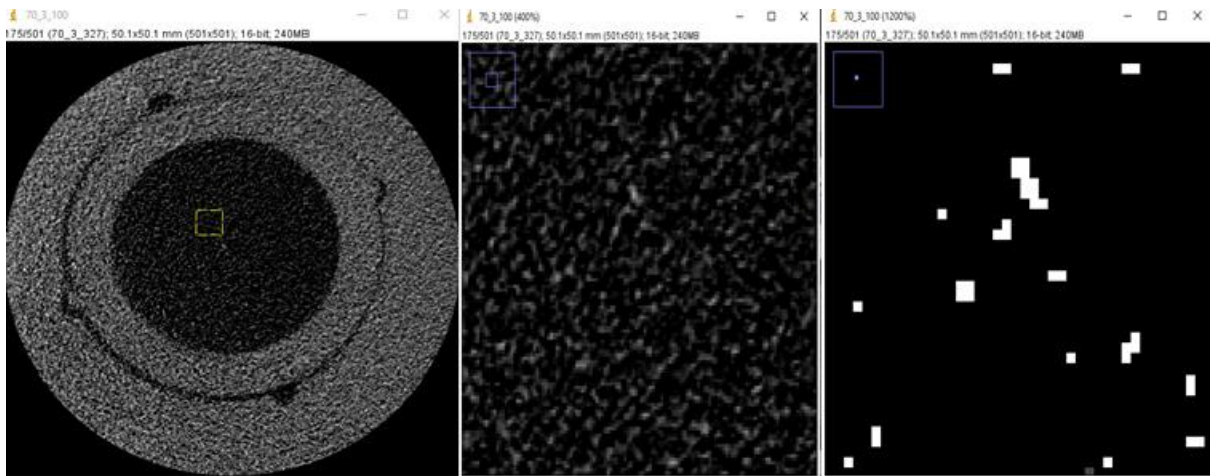 70_3_100
175/501 (70_3_327); 50.1x50.1 mm (501x501); 16-bit; 240MB
70_3_100 (400%)
175/501 (70_3_327); 50.1x50.1 mm (501x501); 16-bit; 240MB
70_3_100 (1200%)
175/501 (70_3_327); 50.1x50.1 mm (501x501); 16-bit; 240MB